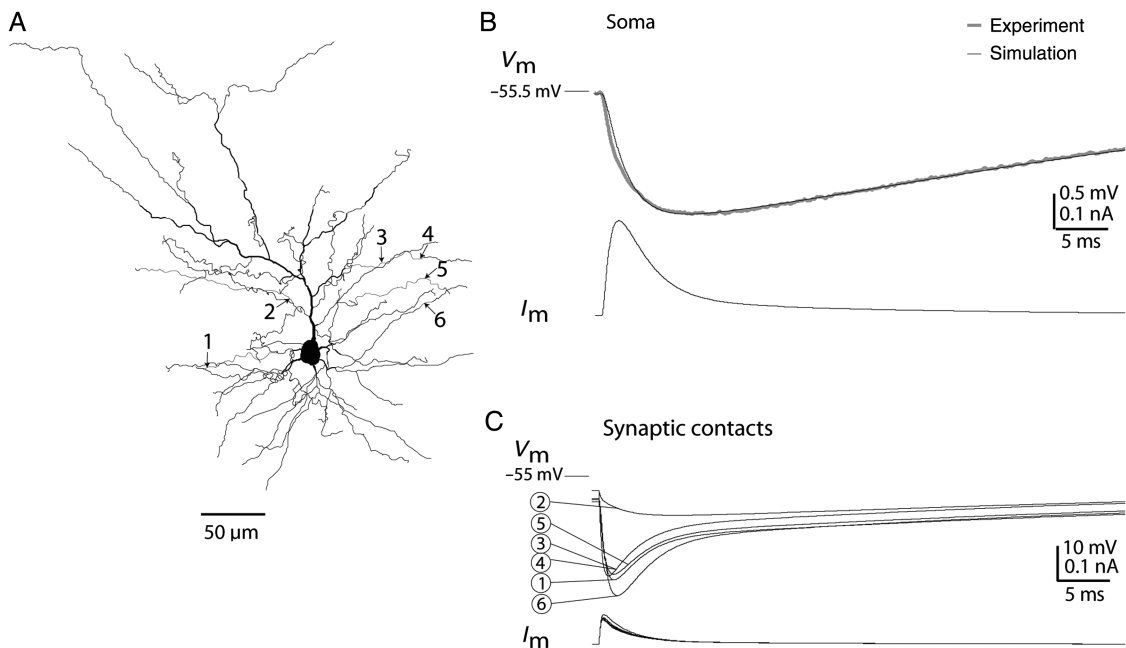 A
1
2
3
4
5
6
50 μm
B
Soma
Experiment
Simulation
Vm
–55.5 mV
0.5 mV
0.1 nA
5 ms
Im
C
Synaptic contacts
Vm
–55 mV
2
5
3
4
1
6
10 mV
0.1 nA
5 ms
Im